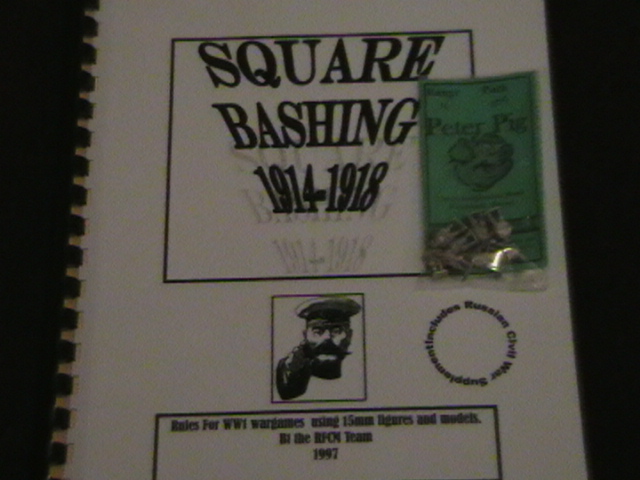 SQUARE
BASHING
1914-1918
Peter Pig
Includes Russian Civil War Supplement
Rules For WW1 wargames using 15mm figures and models.
Bt the RFCM Team
1997